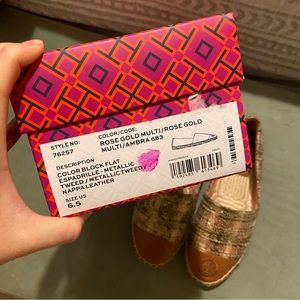 STYLE NO:
76257
COLOR/CODE:
ROSE GOLD MULTI/ROSE GOLD
MULTI/AMBRA 683
DESCRIPTION
COLOR BLOCK FLAT
ESPADRILLE - METALLIC
TWEED / METALLIC TWEED /
NAPPA LEATHER
SIZE US
6.5